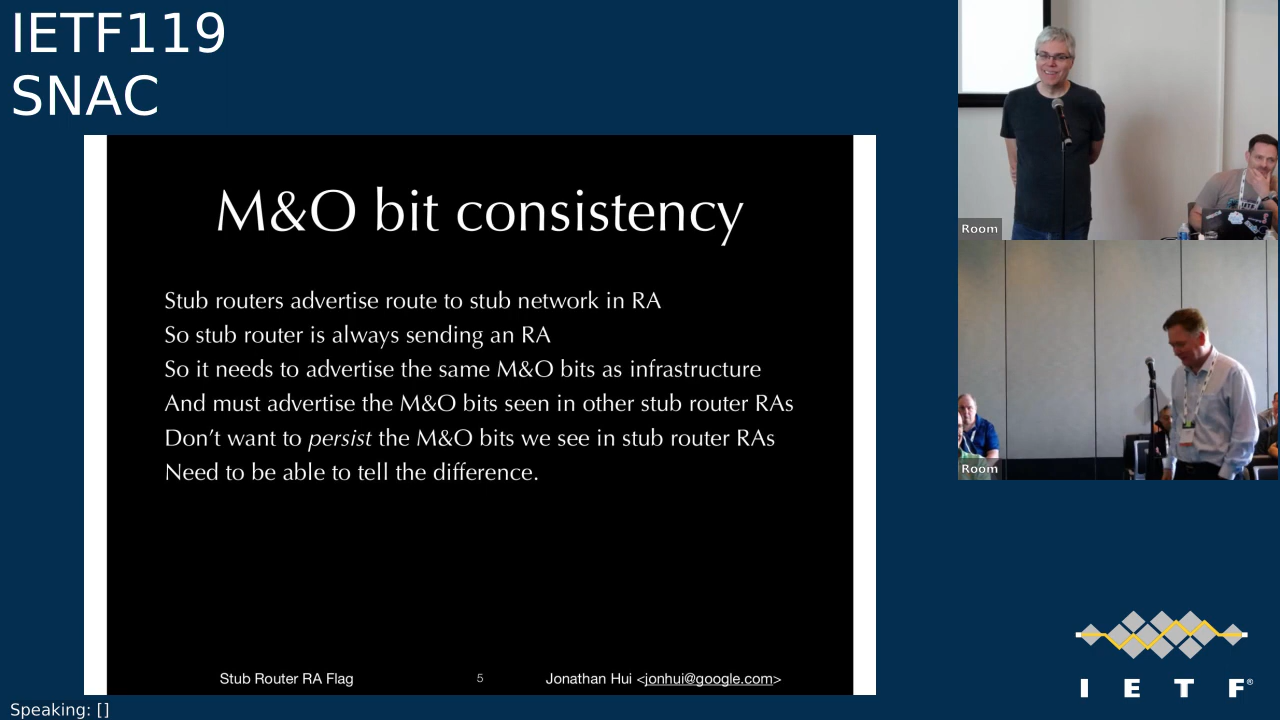 IETF119
SNAC
M&O bit consistency
Stub routers advertise route to stub network in RA
So stub router is always sending an RA
So it needs to advertise the same M&O bits as infrastructure
And must advertise the M&O bits seen in other stub router RAs
Don’t want to persist the M&O bits we see in stub router RAs
Need to be able to tell the difference.
Stub Router RA Flag
5
Jonathan Hui <jonhui@google.com>
Room
Room
I E T F®
Speaking: []